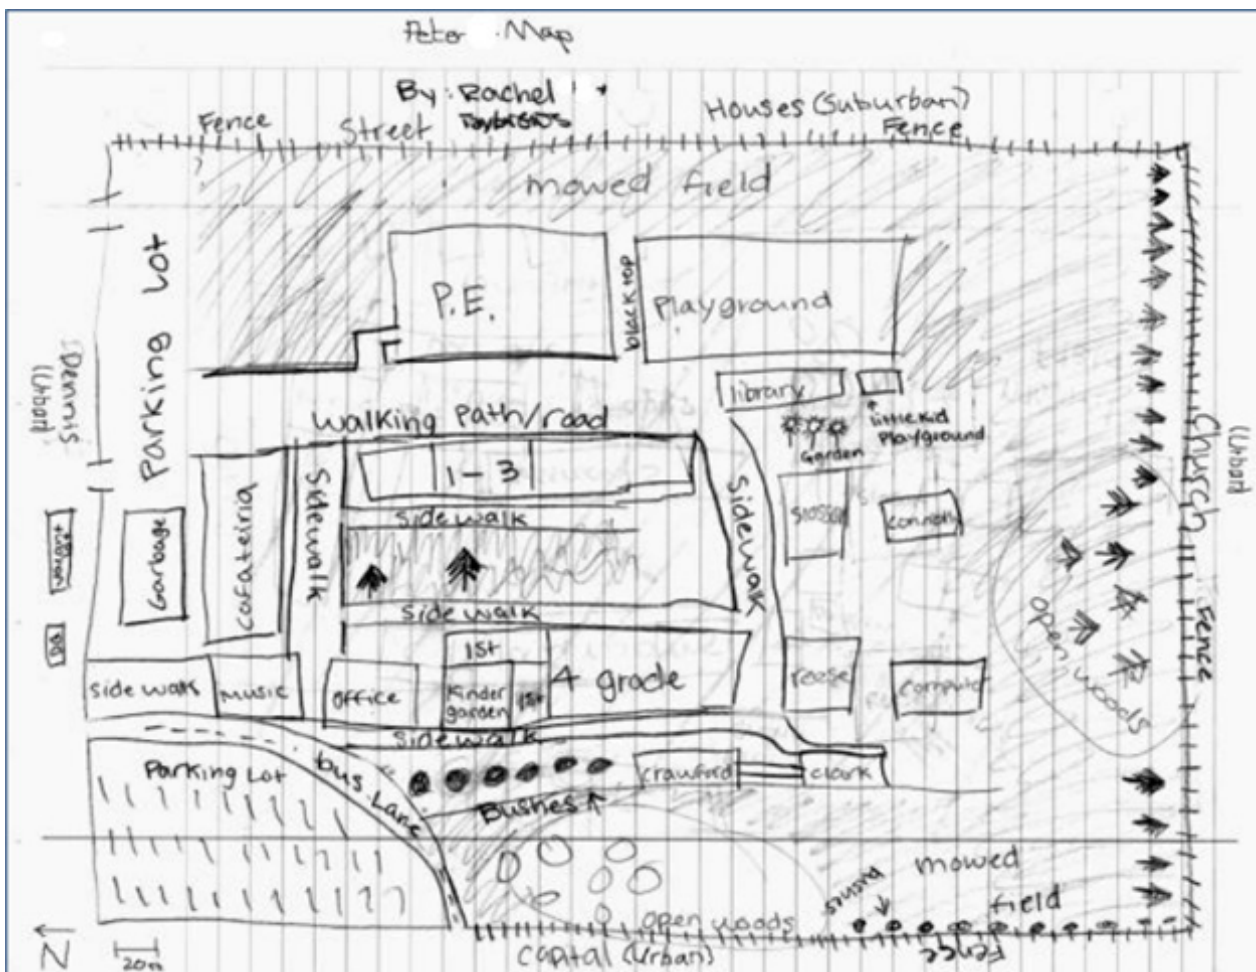 Map
By: Rachel
Houses (Suburban)
Fence
Street
Fence
mowed field
Parking Lot
P.E.
black top
Playground
Dennis
(Urban)
library
little kid
Playground
Garden
Walking Path/road
1-3
Sidewalk
sidewalk
Sidewalk
Church
(Urban)
Garbage
cafateiria
sidewalk
open woods
Fence
1st
4 grade
side walk
music
office
Kinder
garden
1st
reese
sidewalk
Parking Lot
bus Lane
crawford
clark
Bushes
mowed
field
open woods
Fence
Capital (Urban)
N
20m